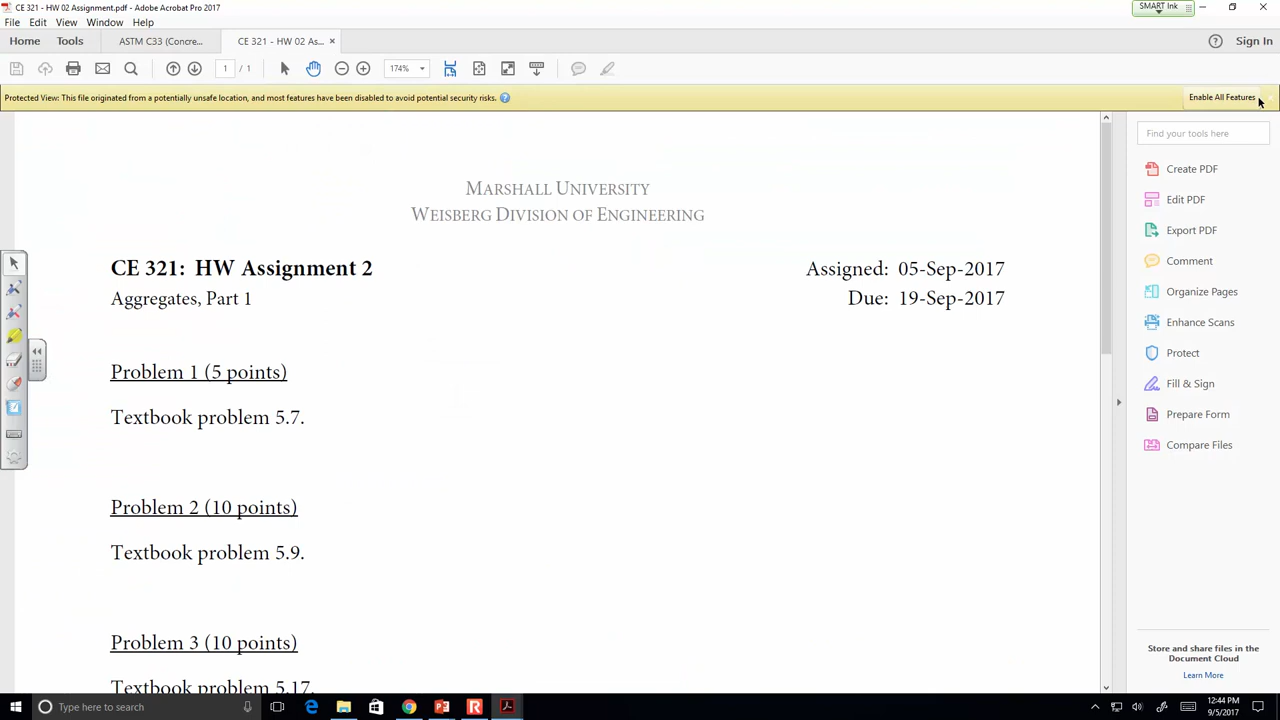 CE 321 - HW 02 Assignment.pdf - Adobe Acrobat Pro 2017
SMART Ink
File Edit View Window Help
Home Tools ASTM C33 (Concre... CE 321 - HW 02 As... × Sign In
1 / 1 174%
Protected View: This file originated from a potentially unsafe location, and most features have been disabled to avoid potential security risks.
Enable All Features
MARSHALL UNIVERSITY
WEISBERG DIVISION OF ENGINEERING
CE 321: HW Assignment 2
Assigned: 05-Sep-2017
Aggregates, Part 1
Due: 19-Sep-2017
Problem 1 (5 points)
Textbook problem 5.7.
Problem 2 (10 points)
Textbook problem 5.9.
Problem 3 (10 points)
Textbook problem 5.17.
Find your tools here
Create PDF
Edit PDF
Export PDF
Comment
Organize Pages
Enhance Scans
Protect
Fill & Sign
Prepare Form
Compare Files
Store and share files in the
Document Cloud
Learn More
Type here to search
12:44 PM
9/5/2017